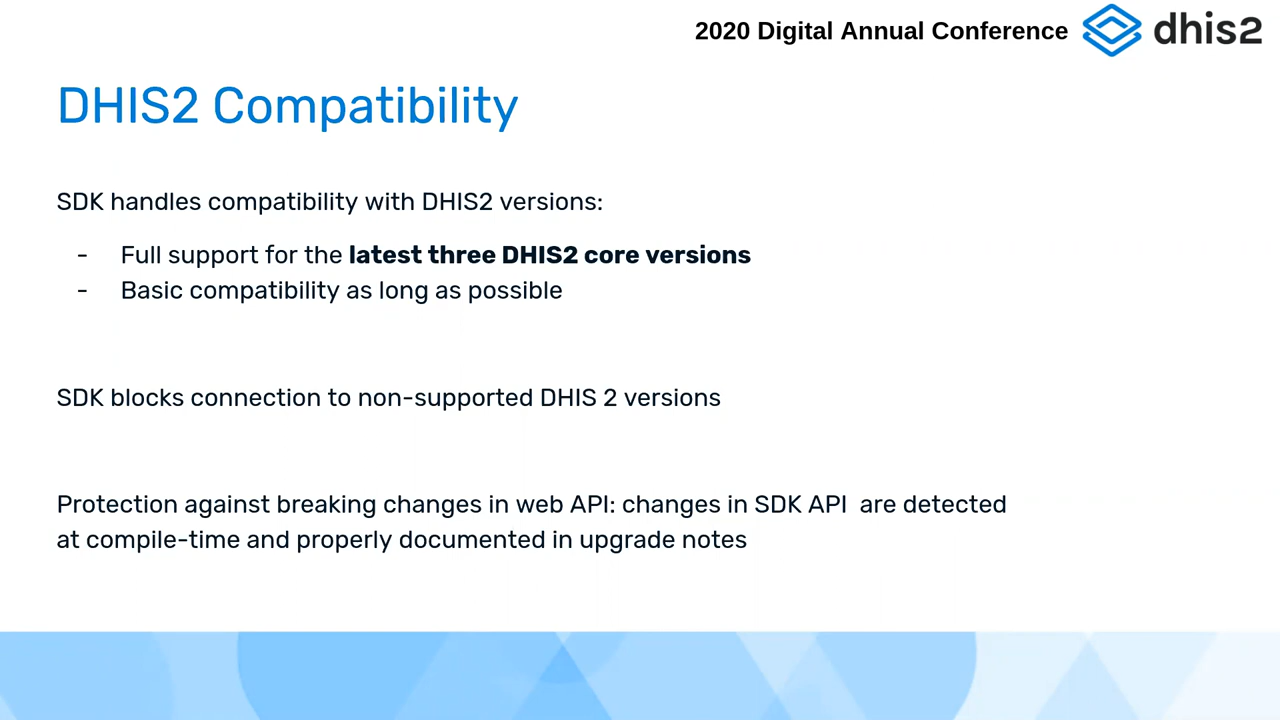 2020 Digital Annual Conference dhis2
DHIS2 Compatibility
SDK handles compatibility with DHIS2 versions:
- Full support for the latest three DHIS2 core versions
- Basic compatibility as long as possible
SDK blocks connection to non-supported DHIS 2 versions
Protection against breaking changes in web API: changes in SDK API  are detected
at compile-time and properly documented in upgrade notes